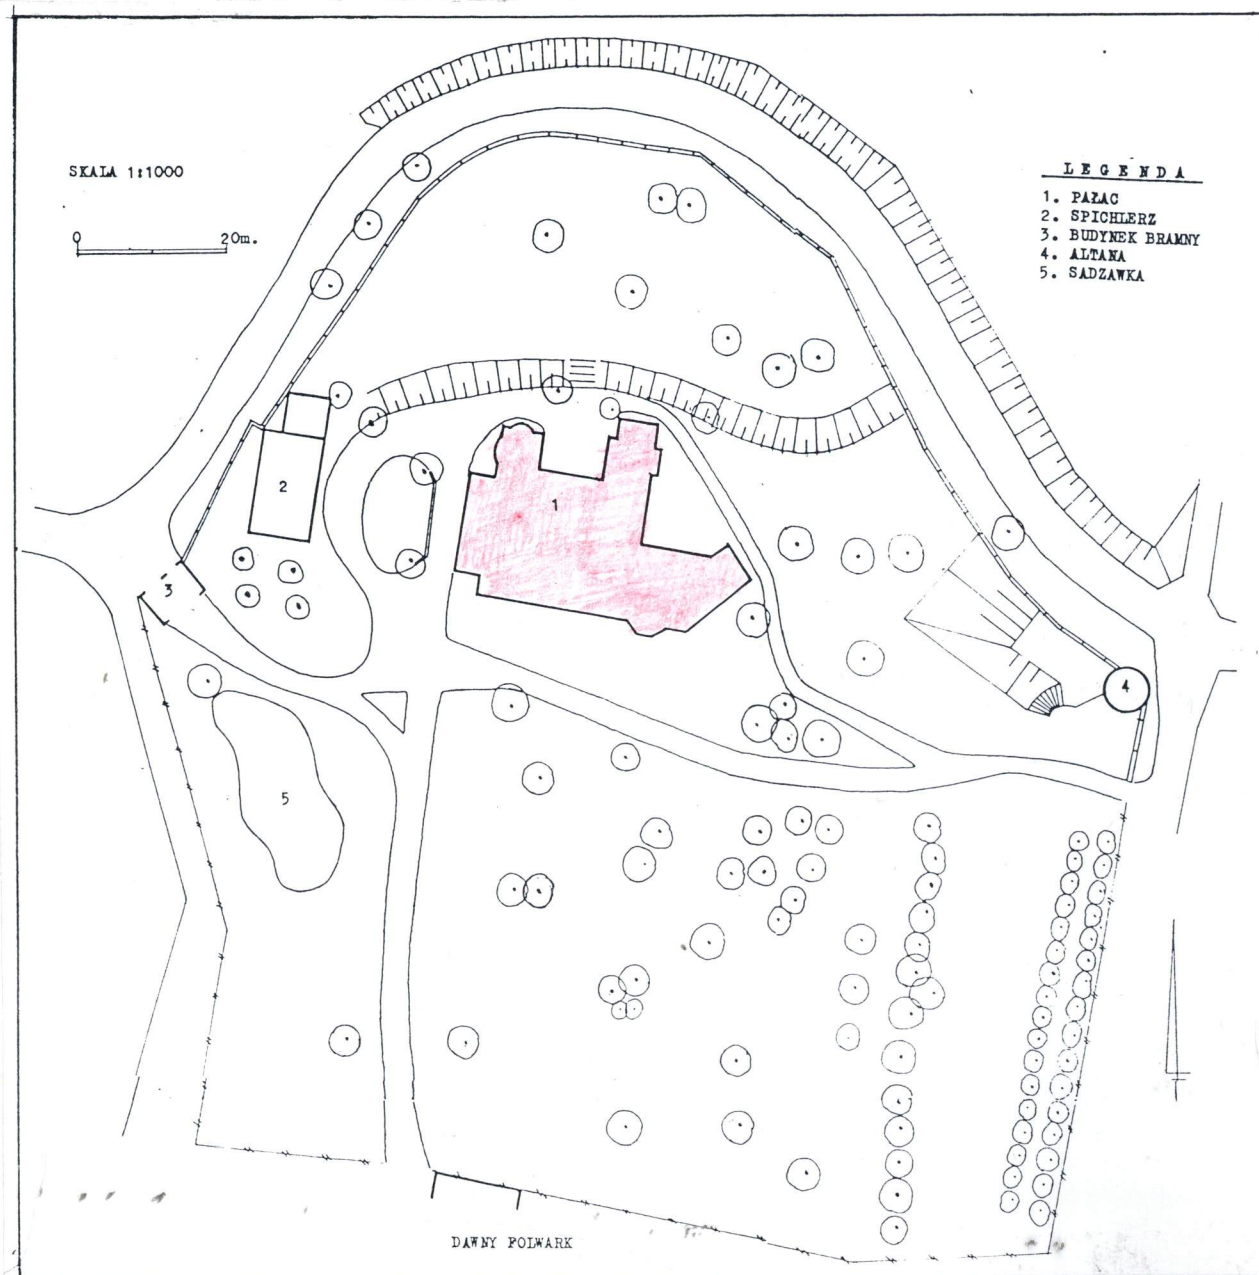 SKALA 1:1000
0 20m.
LEGENDA
1. PAŁAC
2. SPICHLERZ
3. BUDYNEK BRAMNY
4. ALTANA
5. SADZAWKA
2
1
3
4
5
DAWNY FOLWARK